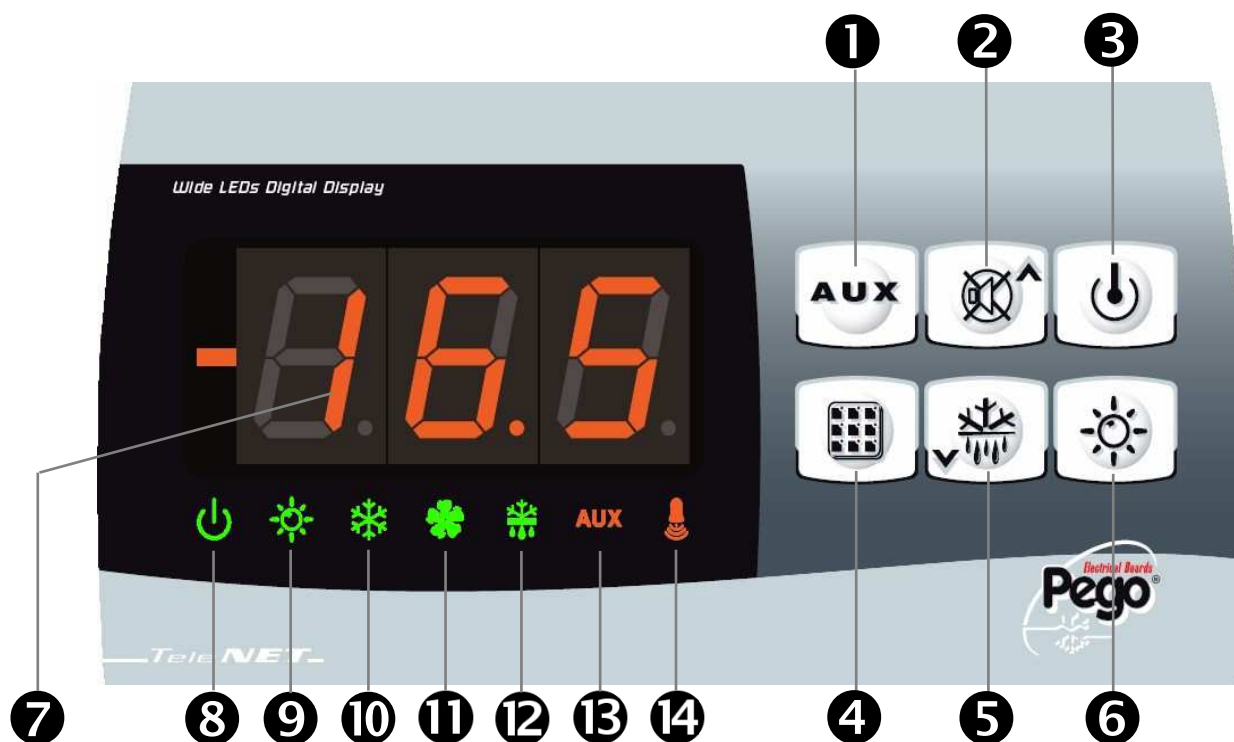 1 2 3
Wide LEDs Digital Display
-16.5
AUX
AUX
Electrical Boards
Pego®
Tele NET
7 8 9 10 11 12 13 14 4 5 6